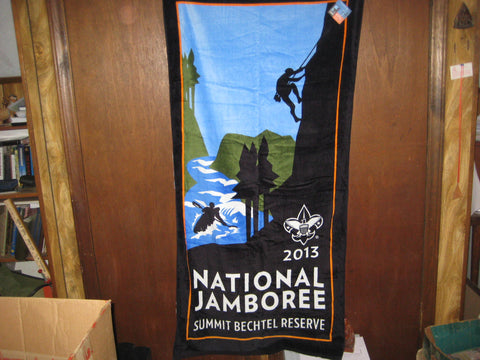 2013
NATIONAL
JAMBOREE
SUMMIT BECHTEL RESERVE